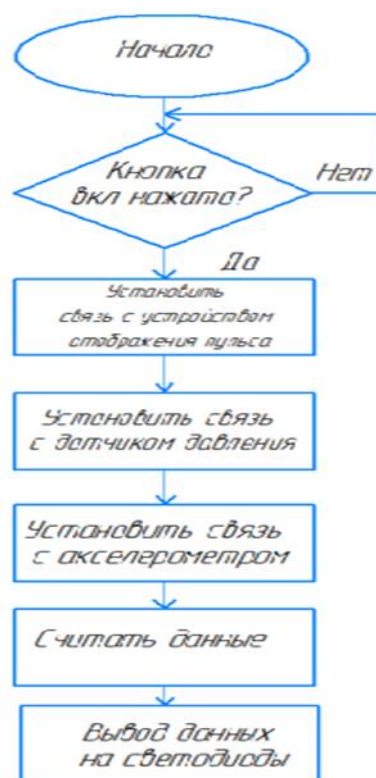 Начало
Кнопка
вкл нажата?
Нет
Да
Установить
связь с устройством
отображения пульса
Установить связь
с датчиком давления
Установить связь
с акселерометром
Считать данные
Вывод данных
на светодиоды